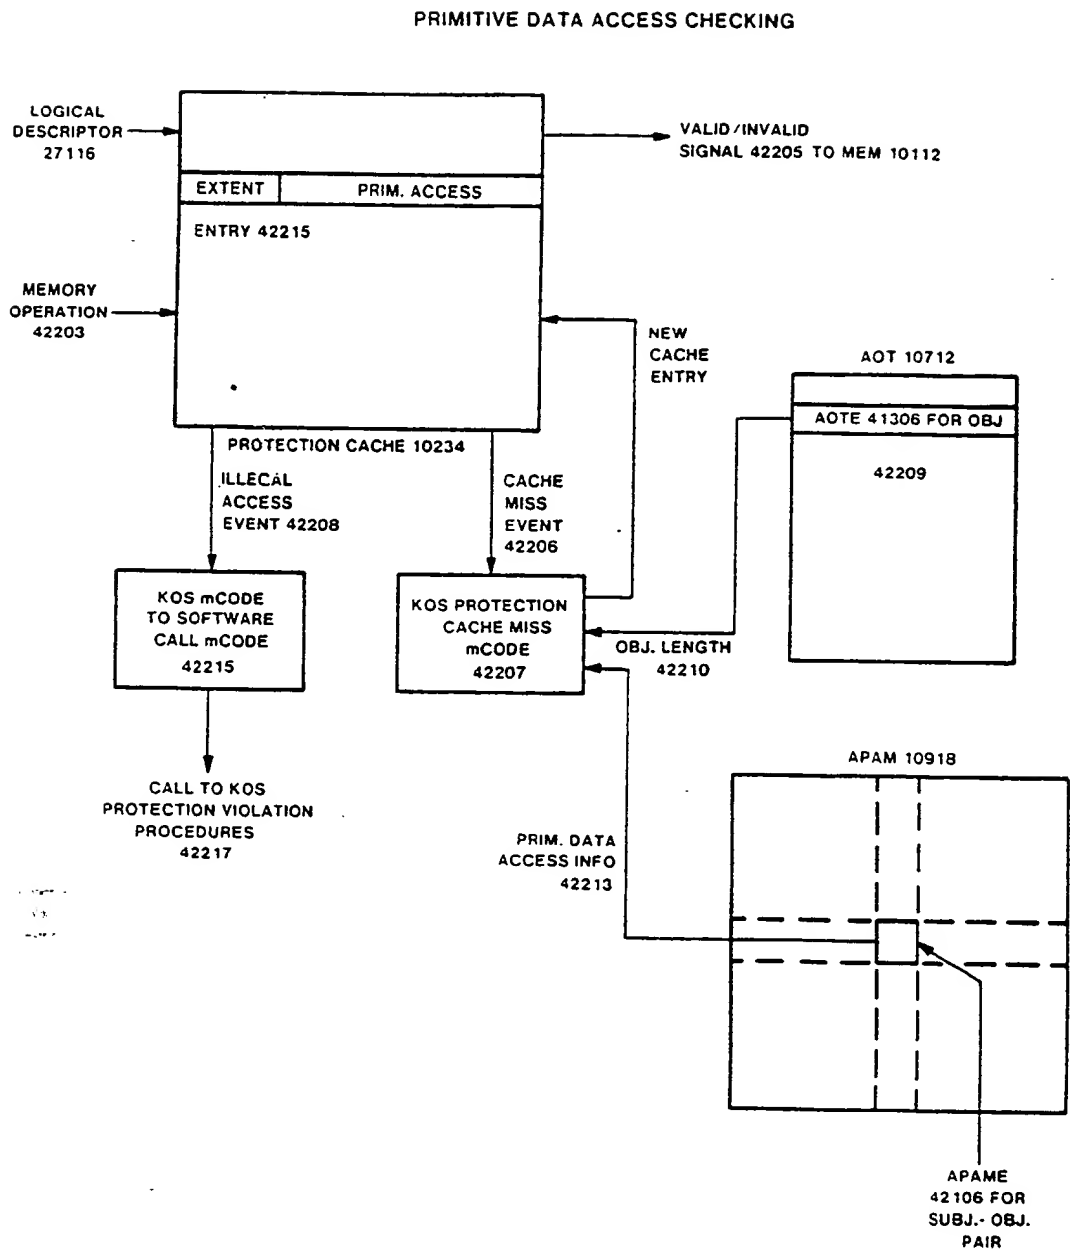 PRIMITIVE DATA ACCESS CHECKING
LOGICAL
DESCRIPTOR
27116
VALID/INVALID
SIGNAL 42205 TO MEM 10112
EXTENT
PRIM. ACCESS
ENTRY 42215
MEMORY
OPERATION
42203
NEW
CACHE
ENTRY
AOT 10712
AOTE 41306 FOR OBJ
42209
PROTECTION CACHE 10234
ILLECAL
ACCESS
EVENT 42208
CACHE
MISS
EVENT
42206
KOS mCODE
TO SOFTWARE
CALL mCODE
42215
KOS PROTECTION
CACHE MISS
mCODE
42207
OBJ. LENGTH
42210
CALL TO KOS
PROTECTION VIOLATION
PROCEDURES
42217
APAM 10918
PRIM. DATA
ACCESS INFO
42213
APAME
42106 FOR
SUBJ.- OBJ.
PAIR